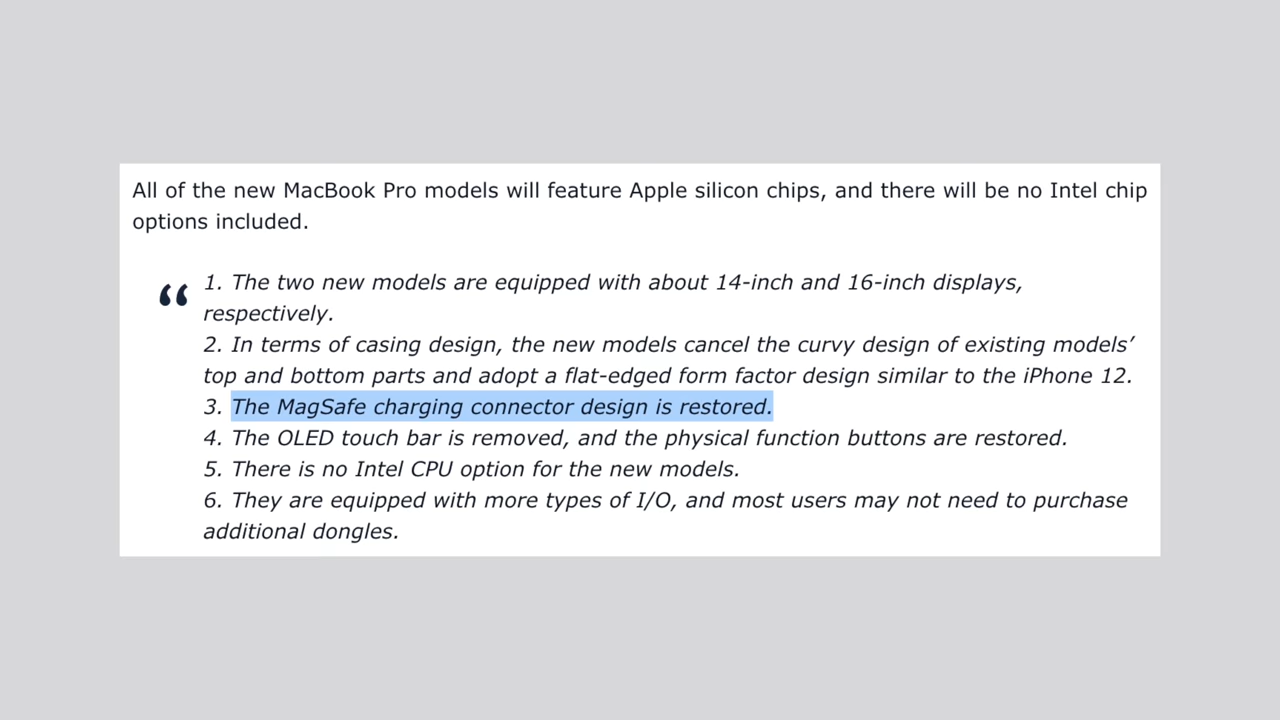 All of the new MacBook Pro models will feature Apple silicon chips, and there will be no Intel chip
options included.
“ 1. The two new models are equipped with about 14-inch and 16-inch displays,
respectively.
2. In terms of casing design, the new models cancel the curvy design of existing models’
top and bottom parts and adopt a flat-edged form factor design similar to the iPhone 12.
3. The MagSafe charging connector design is restored.
4. The OLED touch bar is removed, and the physical function buttons are restored.
5. There is no Intel CPU option for the new models.
6. They are equipped with more types of I/O, and most users may not need to purchase
additional dongles.